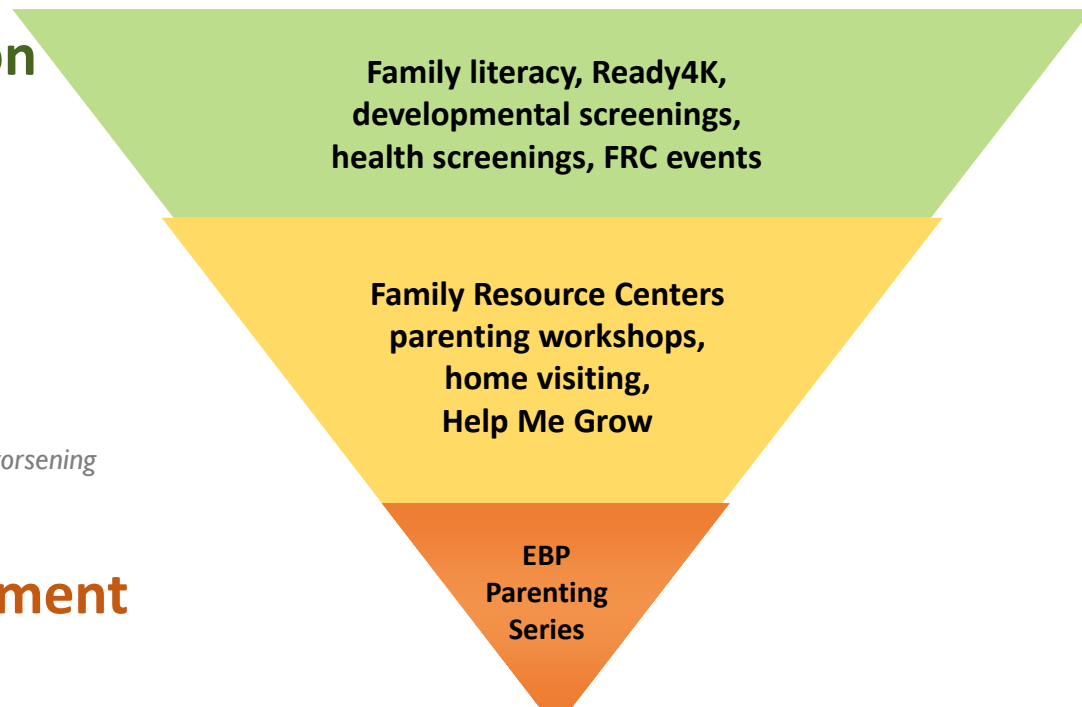 on
Family literacy, Ready4K,
developmental screenings,
health screenings, FRC events
Family Resource Centers
parenting workshops,
home visiting,
Help Me Grow
orsening
ment
EBP
Parenting
Series